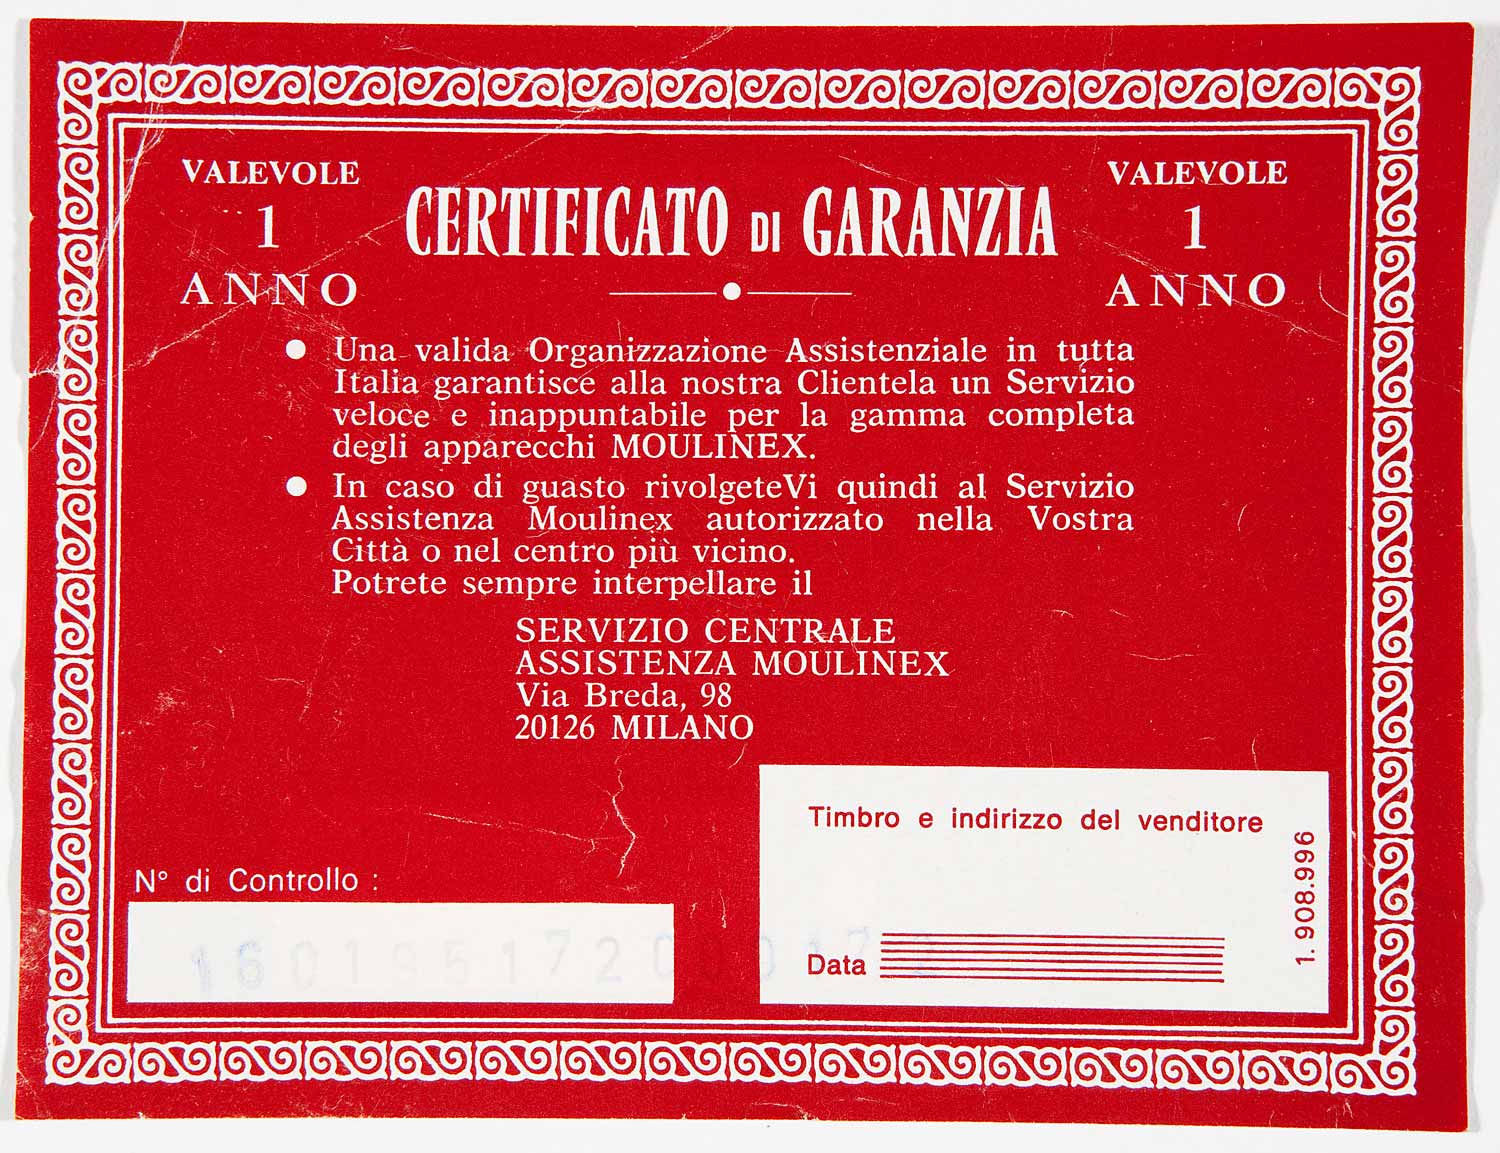 VALEVOLE
1
ANNO
CERTIFICATO DI GARANZIA
VALEVOLE
1
ANNO
● Una valida Organizzazione Assistenziale in tutta
Italia garantisce alla nostra Clientela un Servizio
veloce e inappuntabile per la gamma completa
degli apparecchi MOULINEX.
● In caso di guasto rivolgeteVi quindi al Servizio
Assistenza Moulinex autorizzato nella Vostra
Città o nel centro più vicino.
Potrete sempre interpellare il
SERVIZIO CENTRALE
ASSISTENZA MOULINEX
Via Breda, 98
20126 MILANO
N° di Controllo :
Timbro e indirizzo del venditore
Data
1. 908.996